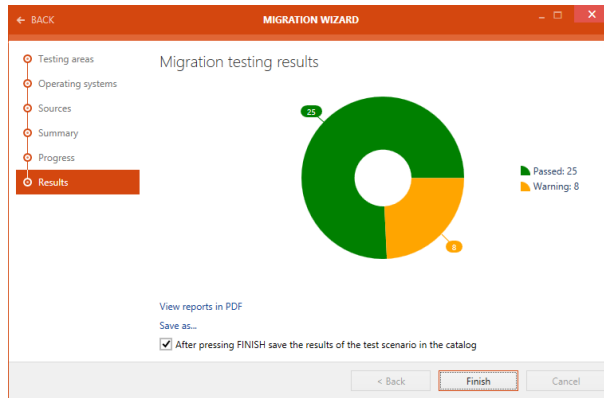 ← BACK
MIGRATION WIZARD
Testing areas
Operating systems
Sources
Summary
Progress
Results
Migration testing results
25
8
Passed: 25
Warning: 8
View reports in PDF
Save as...
After pressing FINISH save the results of the test scenario in the catalog
< Back
Finish
Cancel